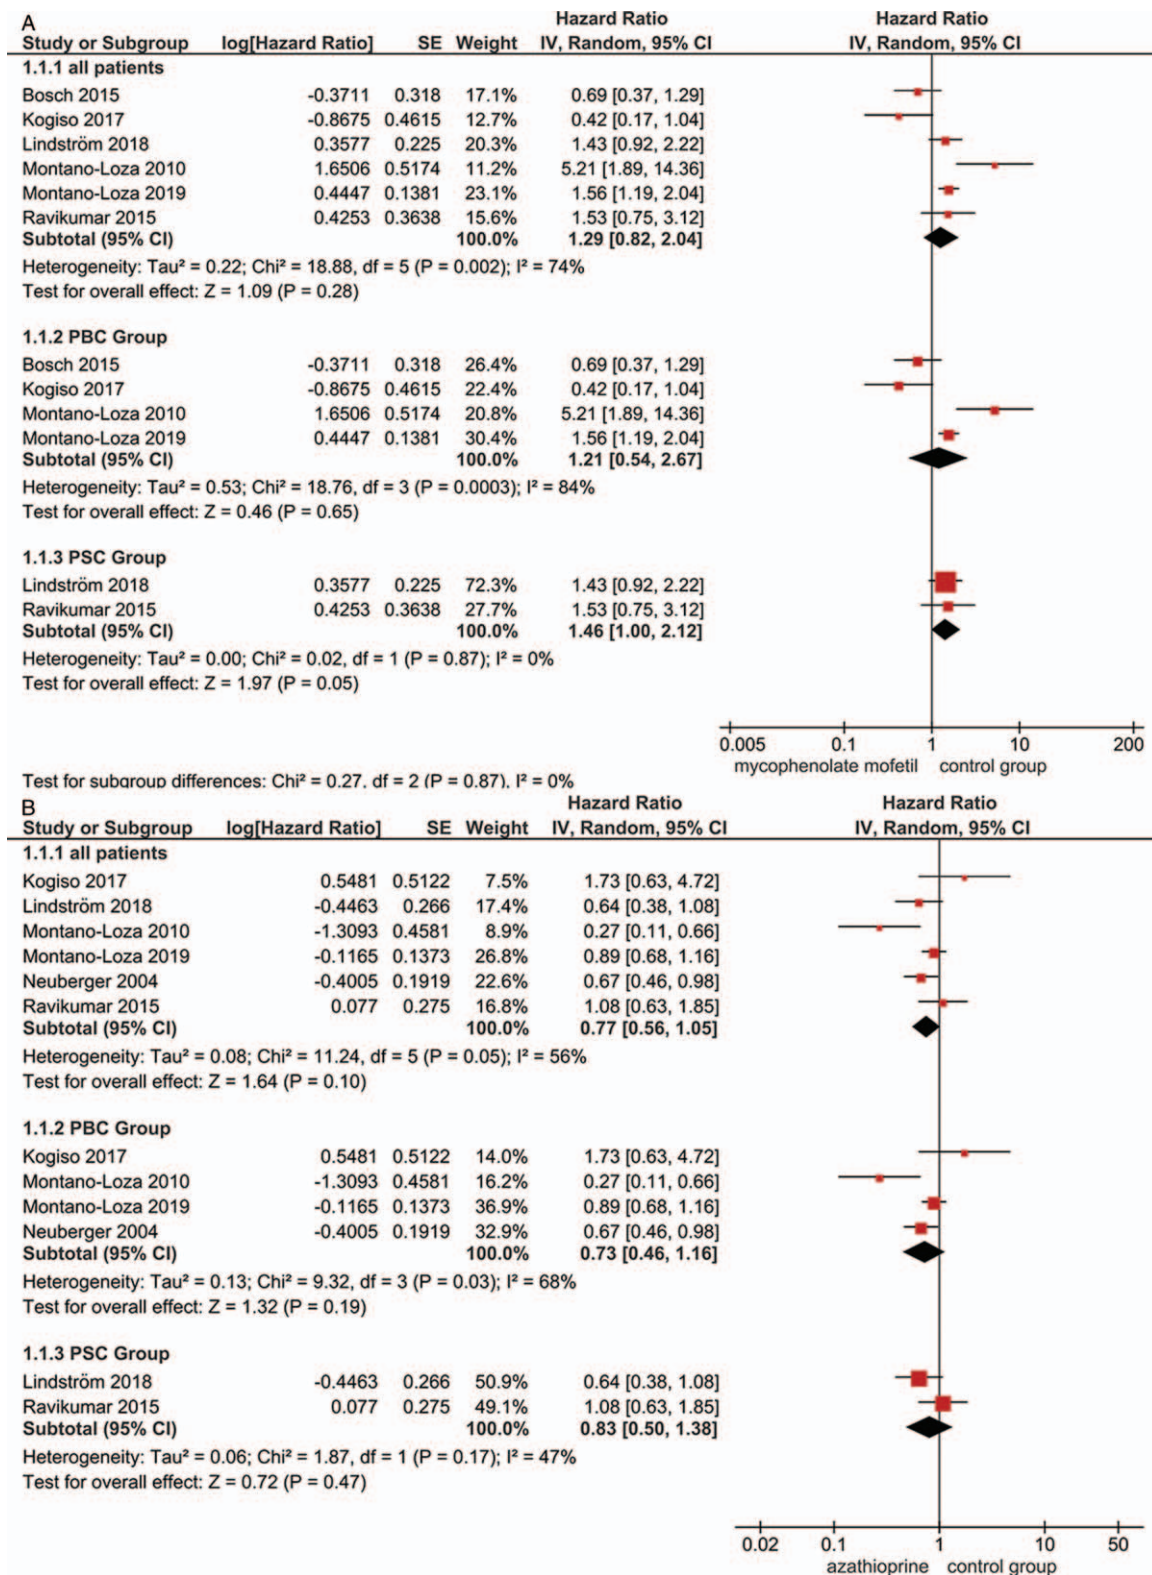 A
Hazard Ratio Hazard Ratio
Study or Subgroup log[Hazard Ratio] SE Weight IV, Random, 95% CI IV, Random, 95% CI
1.1.1 all patients
Bosch 2015 -0.3711 0.318 17.1% 0.69 [0.37, 1.29]
Kogiso 2017 -0.8675 0.4615 12.7% 0.42 [0.17, 1.04]
Lindström 2018 0.3577 0.225 20.3% 1.43 [0.92, 2.22]
Montano-Loza 2010 1.6506 0.5174 11.2% 5.21 [1.89, 14.36]
Montano-Loza 2019 0.4447 0.1381 23.1% 1.56 [1.19, 2.04]
Ravikumar 2015 0.4253 0.3638 15.6% 1.53 [0.75, 3.12]
Subtotal (95% CI) 100.0% 1.29 [0.82, 2.04]
Heterogeneity: Tau² = 0.22; Chi² = 18.88, df = 5 (P = 0.002); I² = 74%
Test for overall effect: Z = 1.09 (P = 0.28)
1.1.2 PBC Group
Bosch 2015 -0.3711 0.318 26.4% 0.69 [0.37, 1.29]
Kogiso 2017 -0.8675 0.4615 22.4% 0.42 [0.17, 1.04]
Montano-Loza 2010 1.6506 0.5174 20.8% 5.21 [1.89, 14.36]
Montano-Loza 2019 0.4447 0.1381 30.4% 1.56 [1.19, 2.04]
Subtotal (95% CI) 100.0% 1.21 [0.54, 2.67]
Heterogeneity: Tau² = 0.53; Chi² = 18.76, df = 3 (P = 0.0003); I² = 84%
Test for overall effect: Z = 0.46 (P = 0.65)
1.1.3 PSC Group
Lindström 2018 0.3577 0.225 72.3% 1.43 [0.92, 2.22]
Ravikumar 2015 0.4253 0.3638 27.7% 1.53 [0.75, 3.12]
Subtotal (95% CI) 100.0% 1.46 [1.00, 2.12]
Heterogeneity: Tau² = 0.00; Chi² = 0.02, df = 1 (P = 0.87); I² = 0%
Test for overall effect: Z = 1.97 (P = 0.05)
0.005 0.1 1 10 200
mycophenolate mofetil control group
Test for subgroup differences: Chi² = 0.27, df = 2 (P = 0.87), I² = 0%
B
Hazard Ratio Hazard Ratio
Study or Subgroup log[Hazard Ratio] SE Weight IV, Random, 95% CI IV, Random, 95% CI
1.1.1 all patients
Kogiso 2017 0.5481 0.5122 7.5% 1.73 [0.63, 4.72]
Lindström 2018 -0.4463 0.266 17.4% 0.64 [0.38, 1.08]
Montano-Loza 2010 -1.3093 0.4581 8.9% 0.27 [0.11, 0.66]
Montano-Loza 2019 -0.1165 0.1373 26.8% 0.89 [0.68, 1.16]
Neuberger 2004 -0.4005 0.1919 22.6% 0.67 [0.46, 0.98]
Ravikumar 2015 0.077 0.275 16.8% 1.08 [0.63, 1.85]
Subtotal (95% CI) 100.0% 0.77 [0.56, 1.05]
Heterogeneity: Tau² = 0.08; Chi² = 11.24, df = 5 (P = 0.05); I² = 56%
Test for overall effect: Z = 1.64 (P = 0.10)
1.1.2 PBC Group
Kogiso 2017 0.5481 0.5122 14.0% 1.73 [0.63, 4.72]
Montano-Loza 2010 -1.3093 0.4581 16.2% 0.27 [0.11, 0.66]
Montano-Loza 2019 -0.1165 0.1373 36.9% 0.89 [0.68, 1.16]
Neuberger 2004 -0.4005 0.1919 32.9% 0.67 [0.46, 0.98]
Subtotal (95% CI) 100.0% 0.73 [0.46, 1.16]
Heterogeneity: Tau² = 0.13; Chi² = 9.32, df = 3 (P = 0.03); I² = 68%
Test for overall effect: Z = 1.32 (P = 0.19)
1.1.3 PSC Group
Lindström 2018 -0.4463 0.266 50.9% 0.64 [0.38, 1.08]
Ravikumar 2015 0.077 0.275 49.1% 1.08 [0.63, 1.85]
Subtotal (95% CI) 100.0% 0.83 [0.50, 1.38]
Heterogeneity: Tau² = 0.06; Chi² = 1.87, df = 1 (P = 0.17); I² = 47%
Test for overall effect: Z = 0.72 (P = 0.47)
0.02 0.1 1 10 50
azathioprine control group